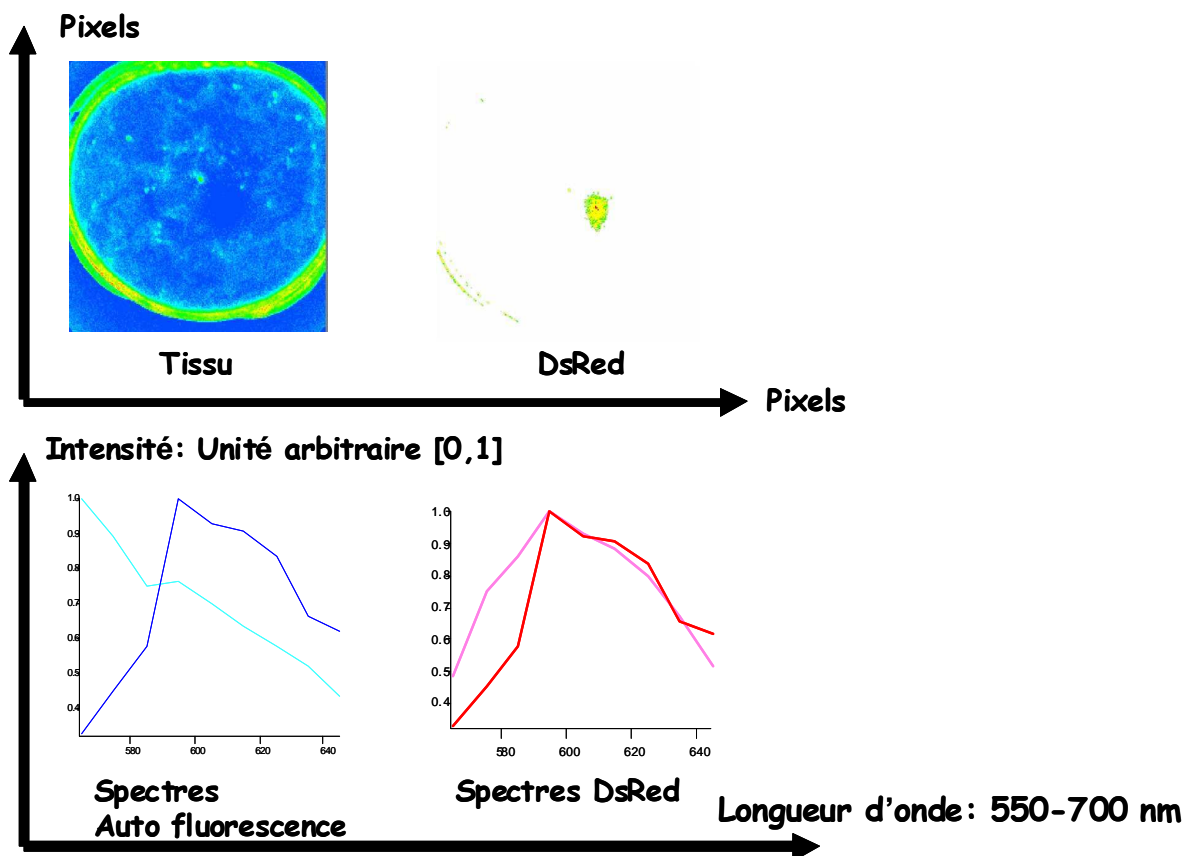 Pixels
Tissu
DsRed
Pixels
Intensité: Unité arbitraire [0,1]
1.0
0.9
0.8
0.7
0.6
0.5
0.4
580
600
620
640
1.0
0.9
0.8
0.7
0.6
0.5
0.4
580
600
620
640
Spectres
Auto fluorescence
Spectres DsRed
Longueur d'onde: 550-700 nm